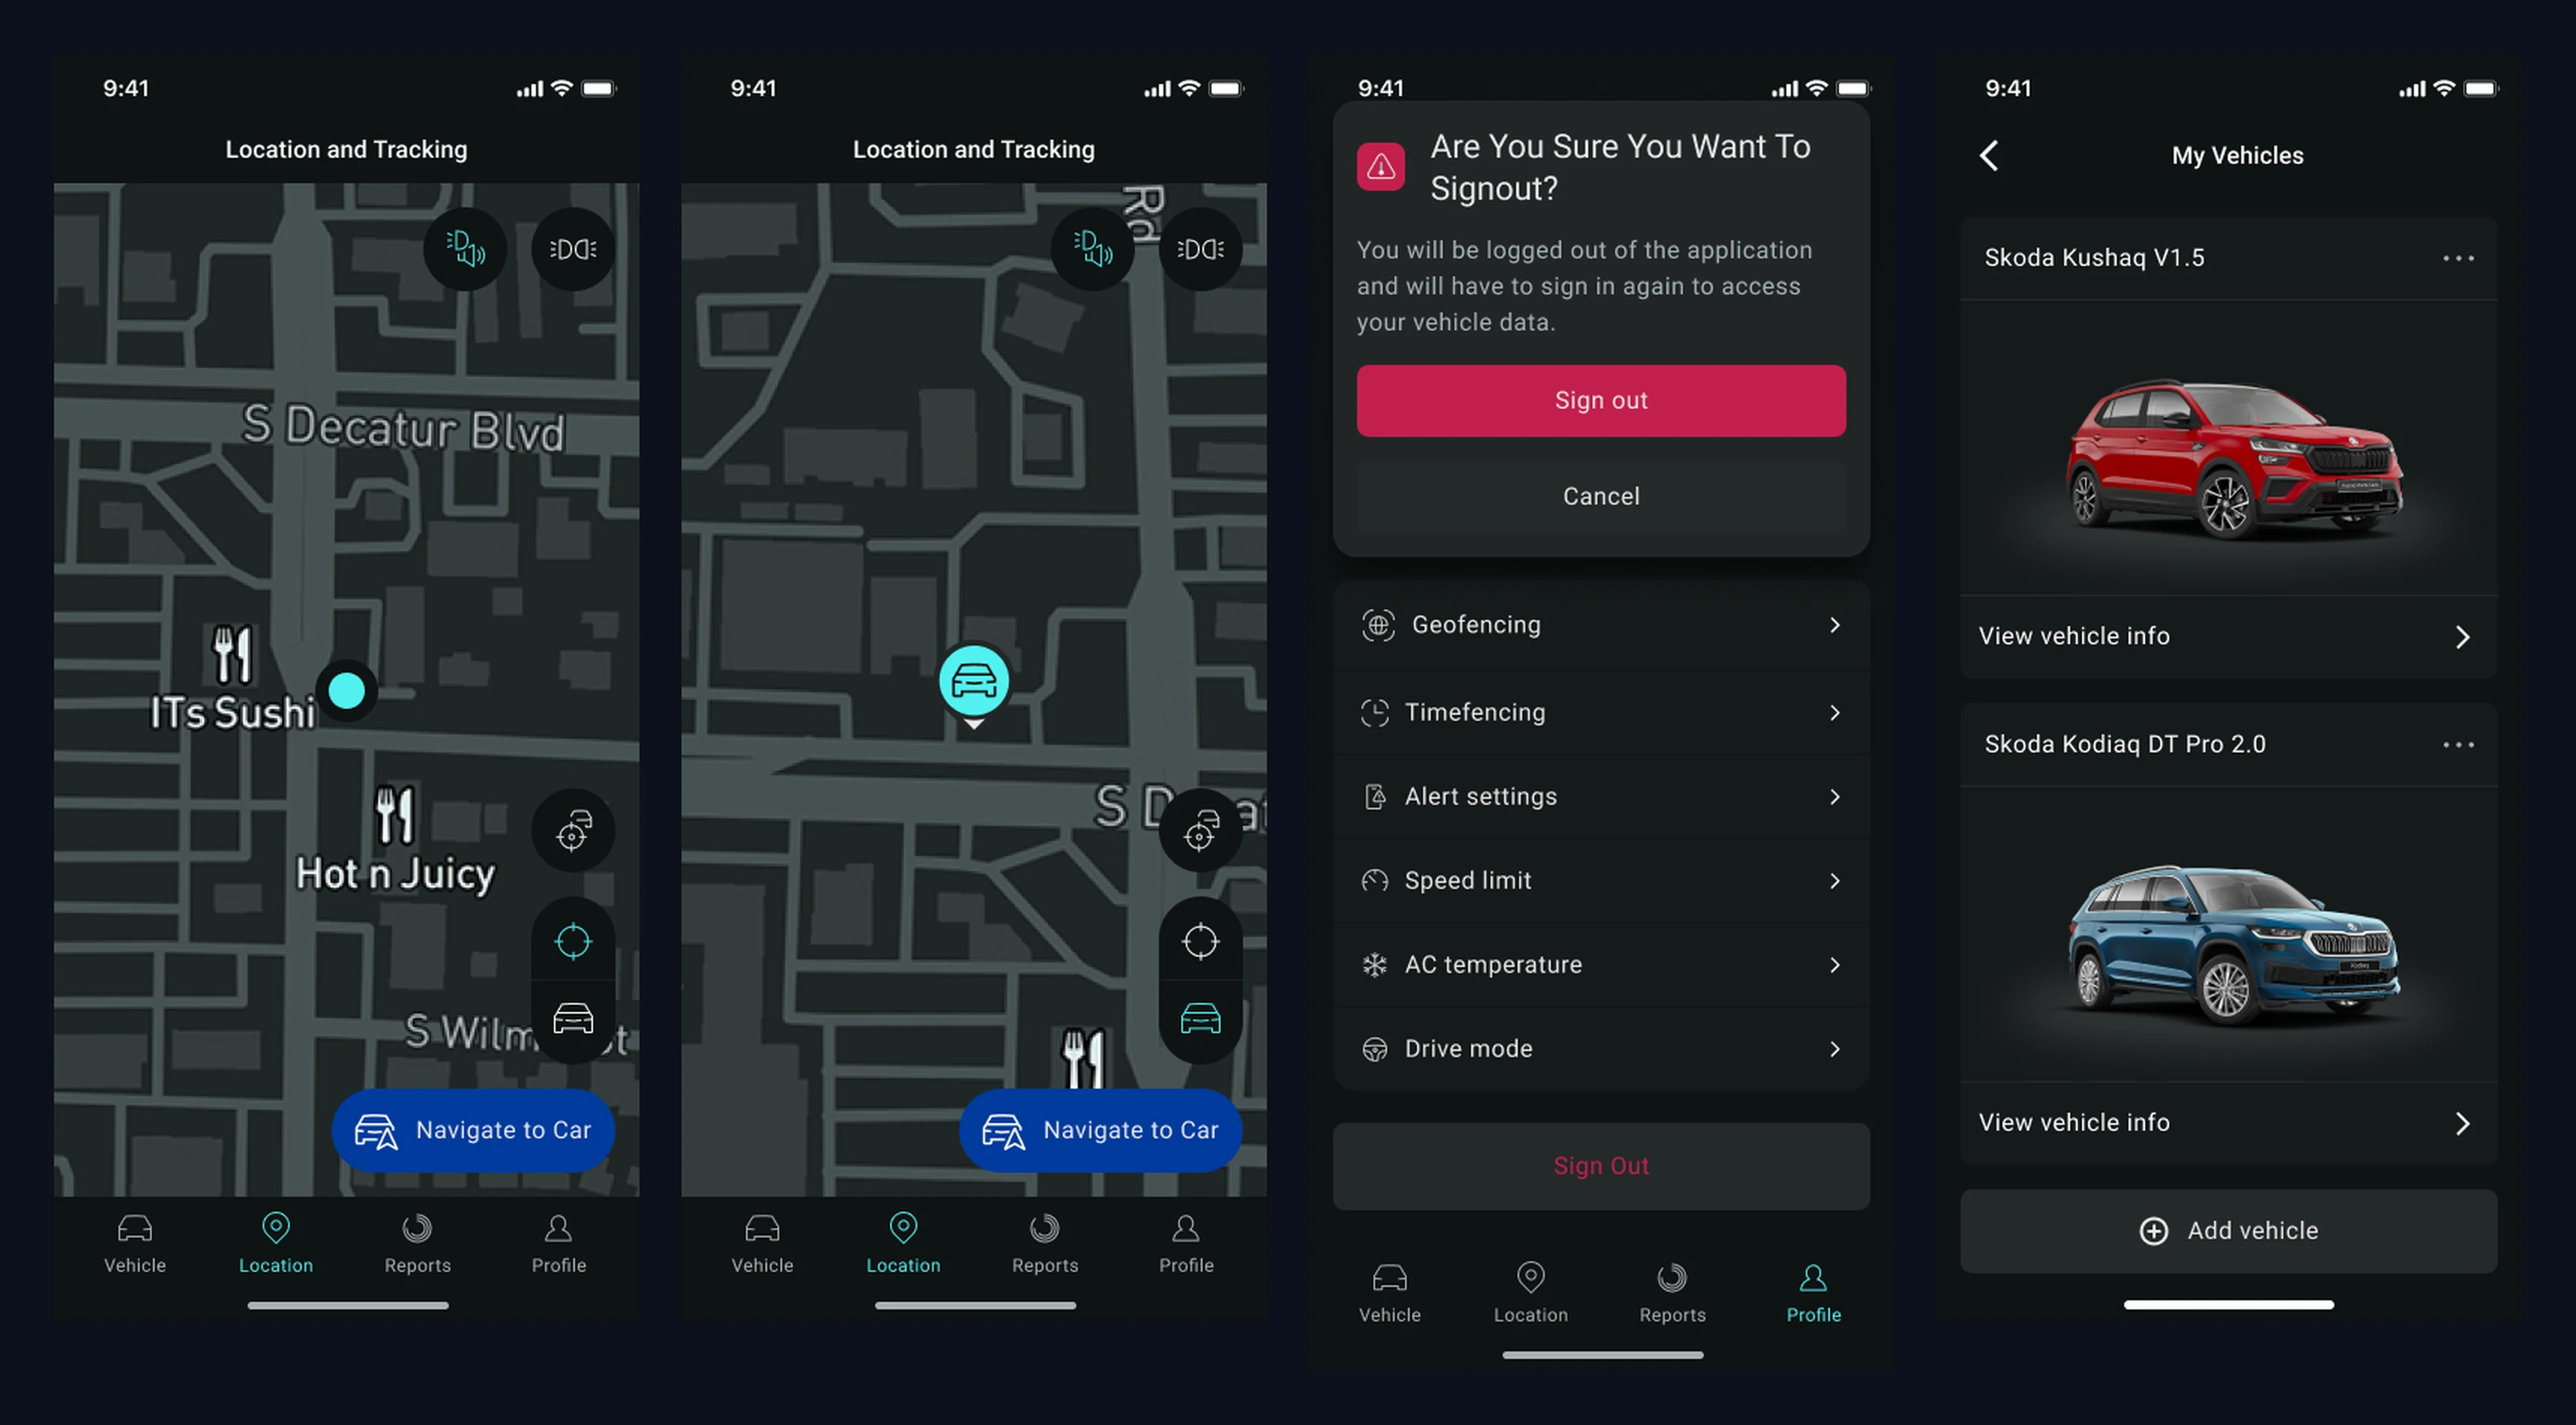 9:41
Location and Tracking
S Decatur Blvd
ITs Sushi
Hot n Juicy
S Wilm
t
Navigate to Car
Vehicle
Location
Reports
Profile
9:41
Location and Tracking
Rd
S D
at
Navigate to Car
Vehicle
Location
Reports
Profile
9:41
Are You Sure You Want To
Signout?
You will be logged out of the application
and will have to sign in again to access
your vehicle data.
Sign out
Cancel
Geofencing
Timefencing
Alert settings
Speed limit
AC temperature
Drive mode
Sign Out
Vehicle
Location
Reports
Profile
9:41
My Vehicles
Skoda Kushaq V1.5
View vehicle info
Skoda Kodiaq DT Pro 2.0
Kodiaq
View vehicle info
Add vehicle